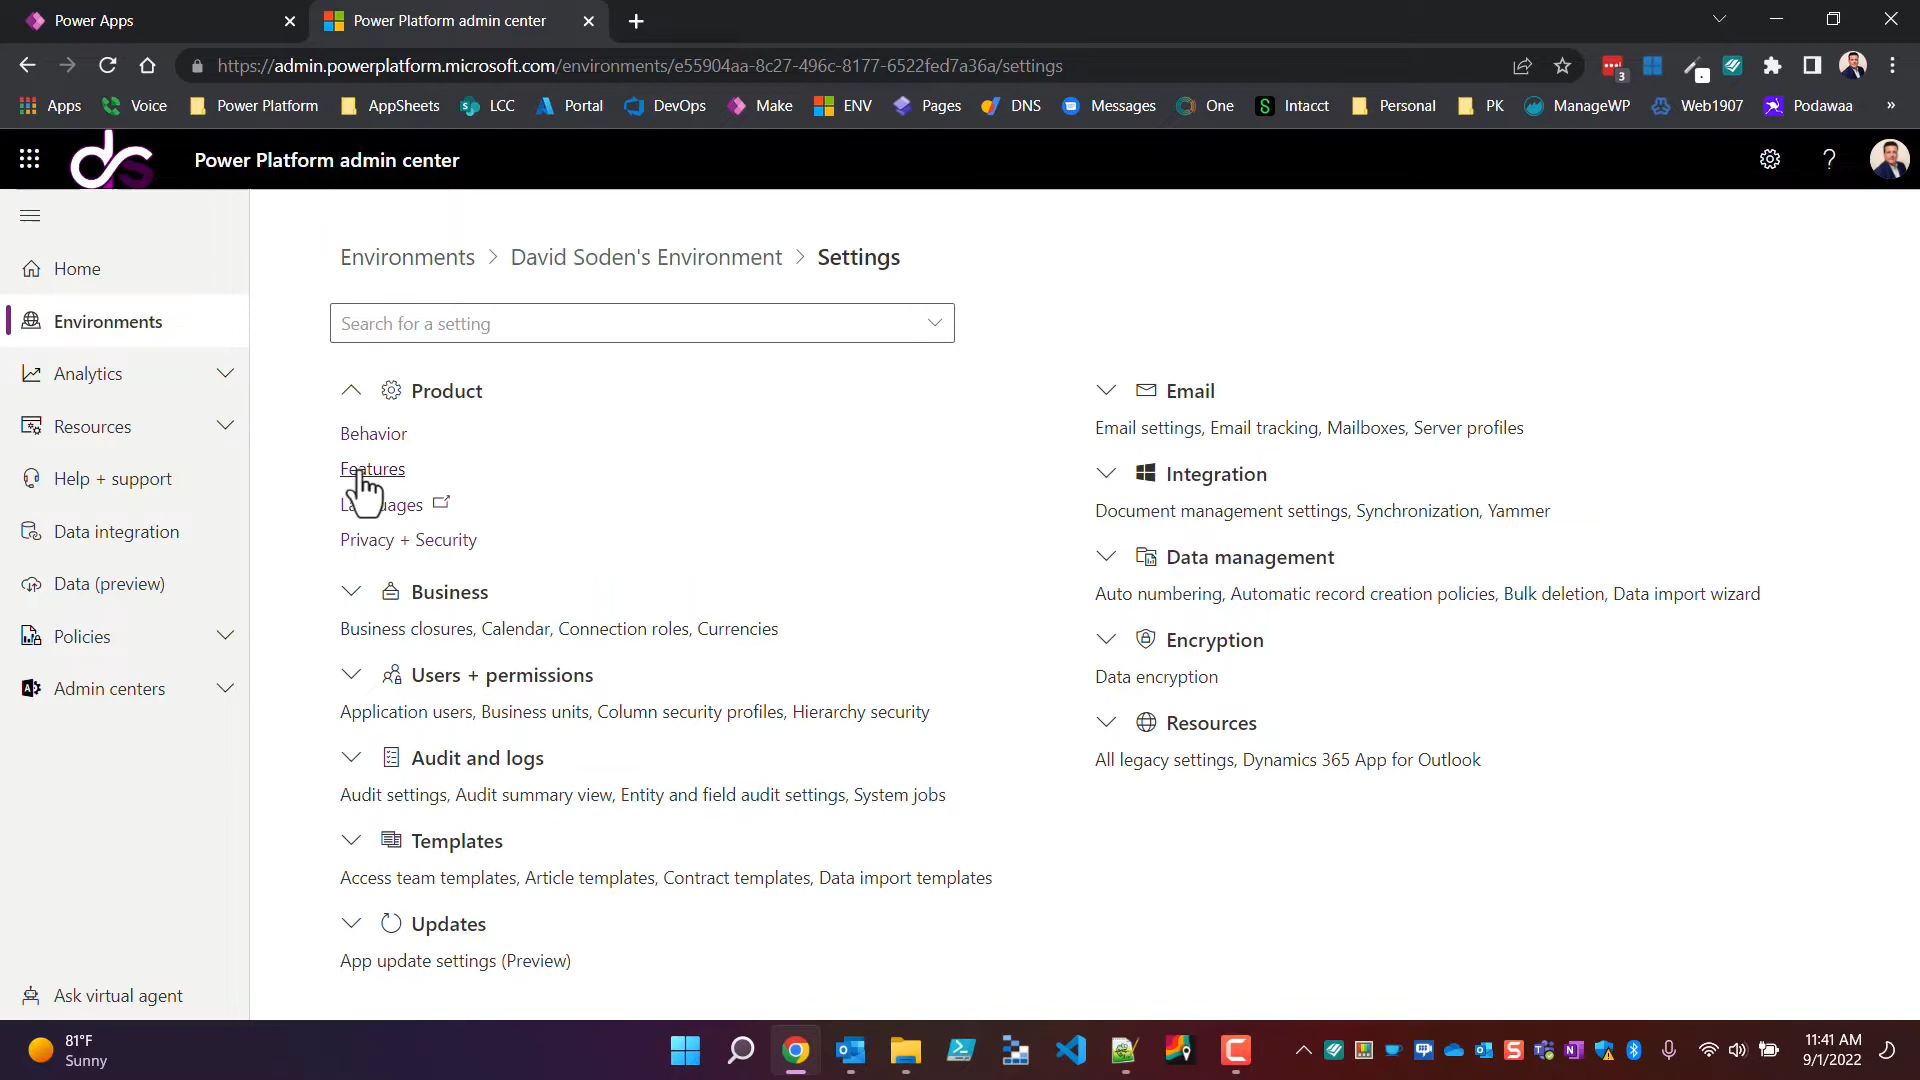 Power Apps
Power Platform admin center
https://admin.powerplatform.microsoft.com/environments/e55904aa-8c27-496c-8177-6522fed7a36a/settings
3
Apps Voice Power Platform AppSheets LCC Portal DevOps Make ENV Pages DNS Messages One Intacct Personal PK ManageWP Web1907 Podawaa »
Power Platform admin center
Home
Environments
Analytics
Resources
Help + support
Data integration
Data (preview)
Policies
Admin centers
Ask virtual agent
Environments > David Soden's Environment > Settings
Search for a setting
Product
Behavior
Features
Languages
Privacy + Security
Business
Business closures, Calendar, Connection roles, Currencies
Users + permissions
Application users, Business units, Column security profiles, Hierarchy security
Audit and logs
Audit settings, Audit summary view, Entity and field audit settings, System jobs
Templates
Access team templates, Article templates, Contract templates, Data import templates
Updates
App update settings (Preview)
Email
Email settings, Email tracking, Mailboxes, Server profiles
Integration
Document management settings, Synchronization, Yammer
Data management
Auto numbering, Automatic record creation policies, Bulk deletion, Data import wizard
Encryption
Data encryption
Resources
All legacy settings, Dynamics 365 App for Outlook
81°F
Sunny
11:41 AM
9/1/2022